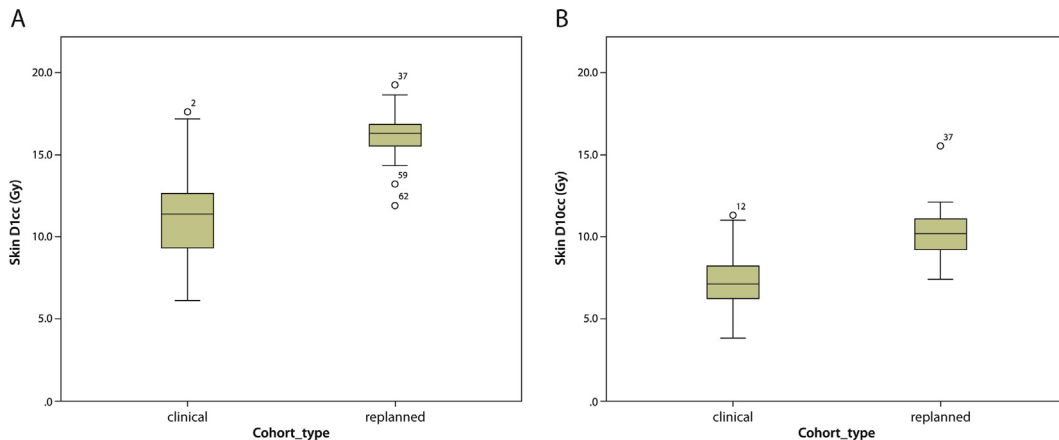 A
Skin D1cc (Gy)
20.0
15.0
10.0
5.0
.0
2
37
59
62
clinical
replanned
Cohort_type
B
Skin D10cc (Gy)
20.0
15.0
10.0
5.0
.0
12
37
clinical
replanned
Cohort_type